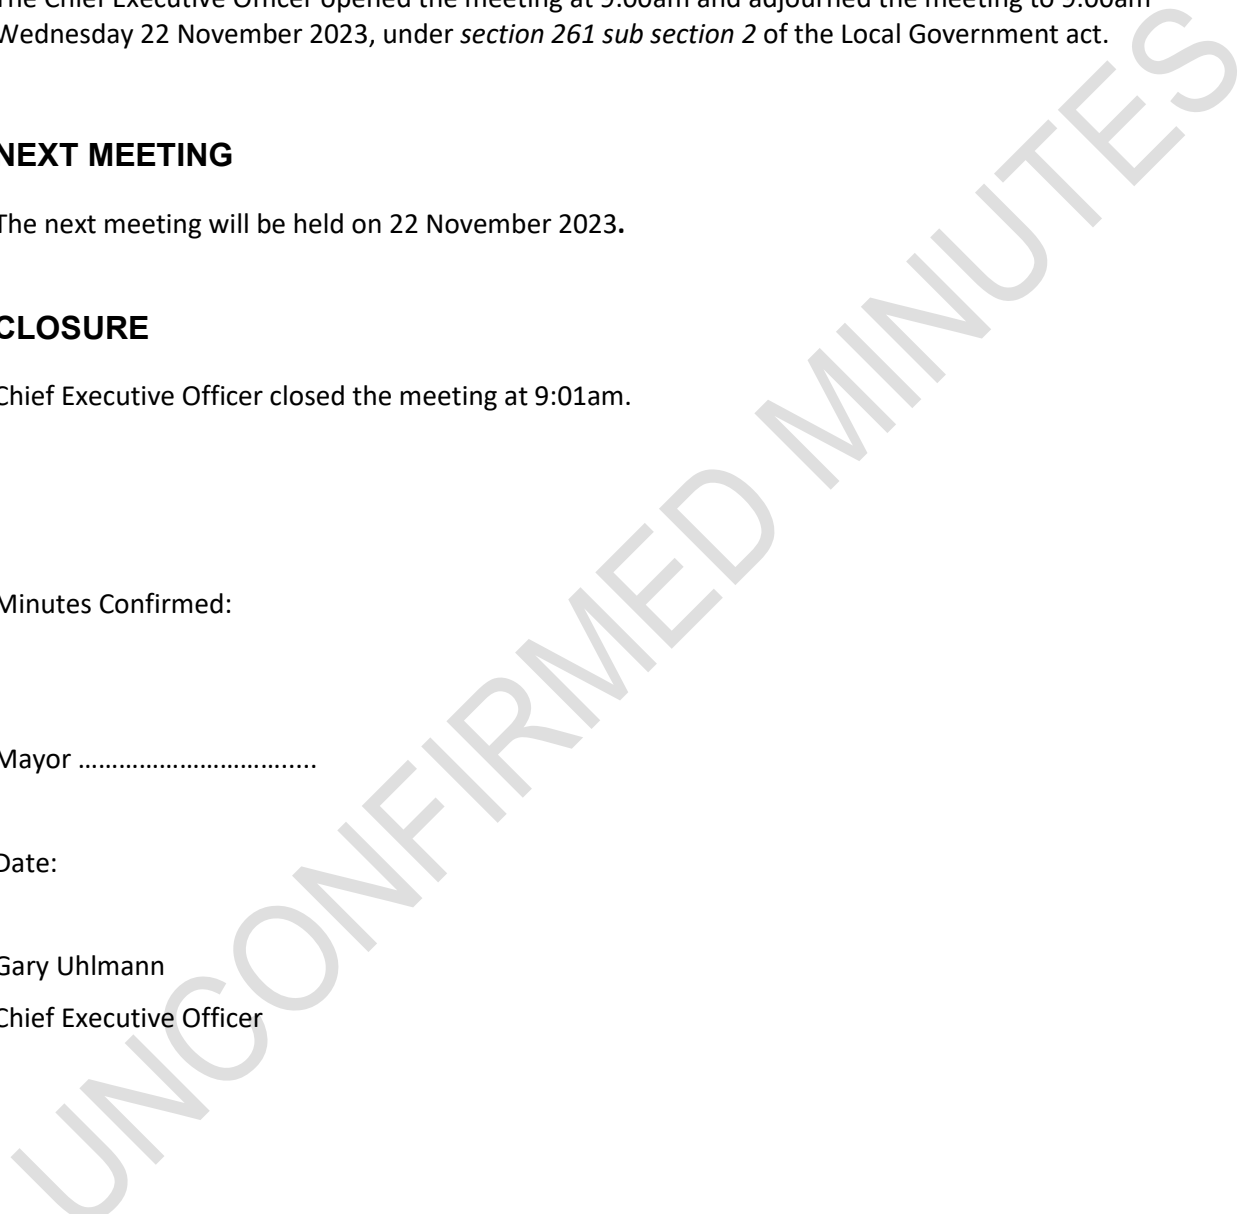 The Chief Executive Officer opened the meeting at 9:00am and adjourned the meeting to 9:00am
Wednesday 22 November 2023, under section 261 sub section 2 of the Local Government act.
NEXT MEETING
The next meeting will be held on 22 November 2023.
CLOSURE
Chief Executive Officer closed the meeting at 9:01am.
Minutes Confirmed:
Mayor …………………………......
Date:
Gary Uhlmann
Chief Executive Officer
UNCONFIRMED MINUTES